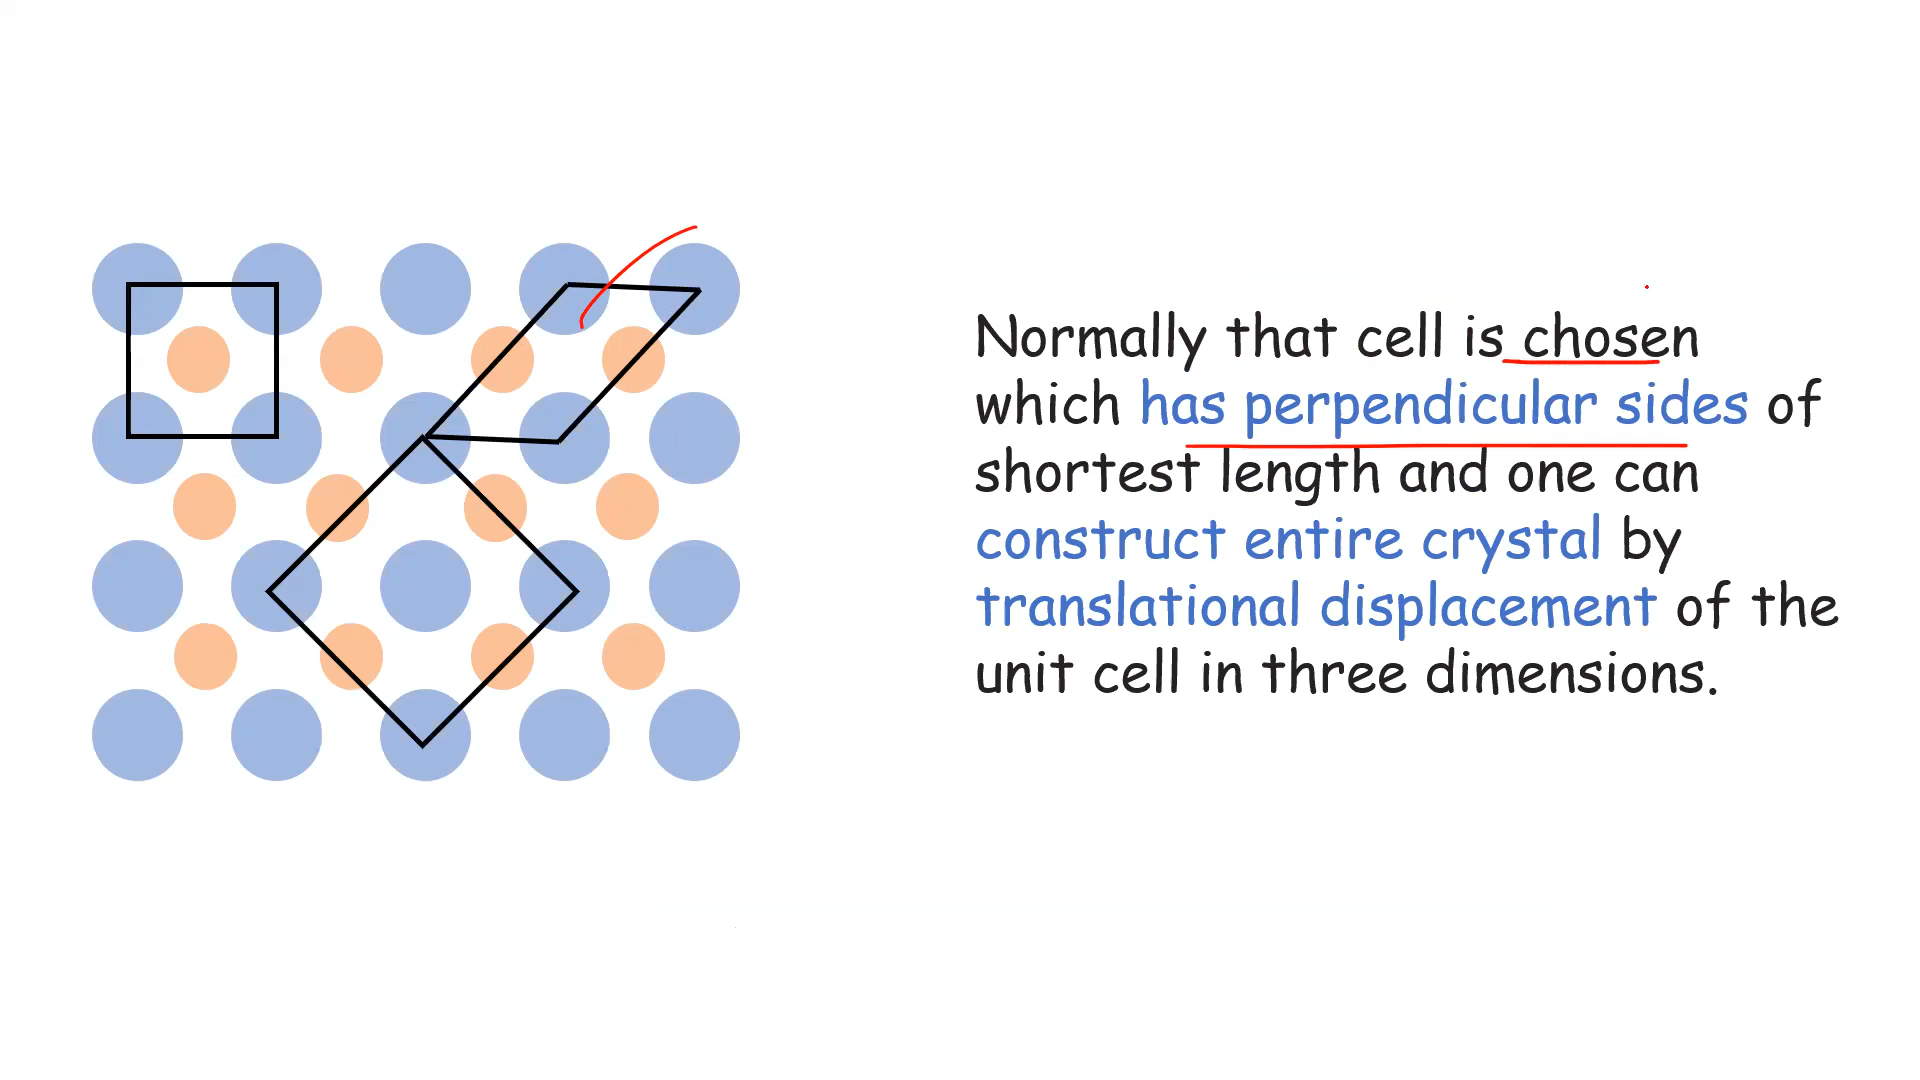 Normally that cell is chosen
which has perpendicular sides of
shortest length and one can
construct entire crystal by
translational displacement of the
unit cell in three dimensions.